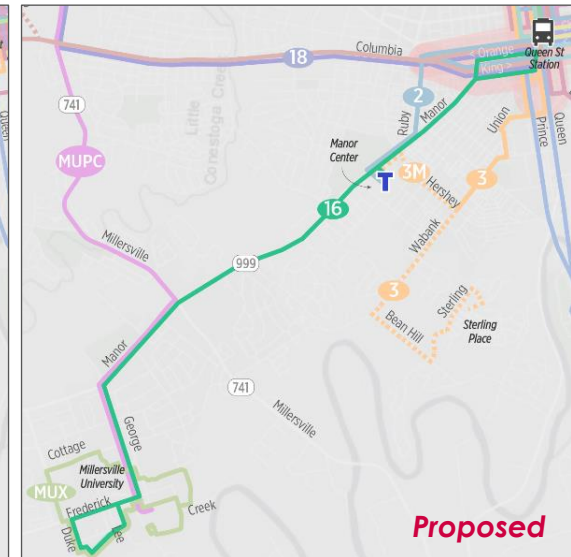 Columbia
18
< Orange
King >
Queen St
Station
741
Little
Conestoga Creek
2
Ruby
Manor
Union
Prince
Queen
Queen
MUPC
Manor
Center
T
3M
Hershey
3
16
Wabank
Millersville
999
3
Sterling
Bean Hill
Sterling
Place
Manor
741
Millersville
George
Cottage
Millersville
University
MUX
Frederick
Creek
Duke
Lee
Proposed